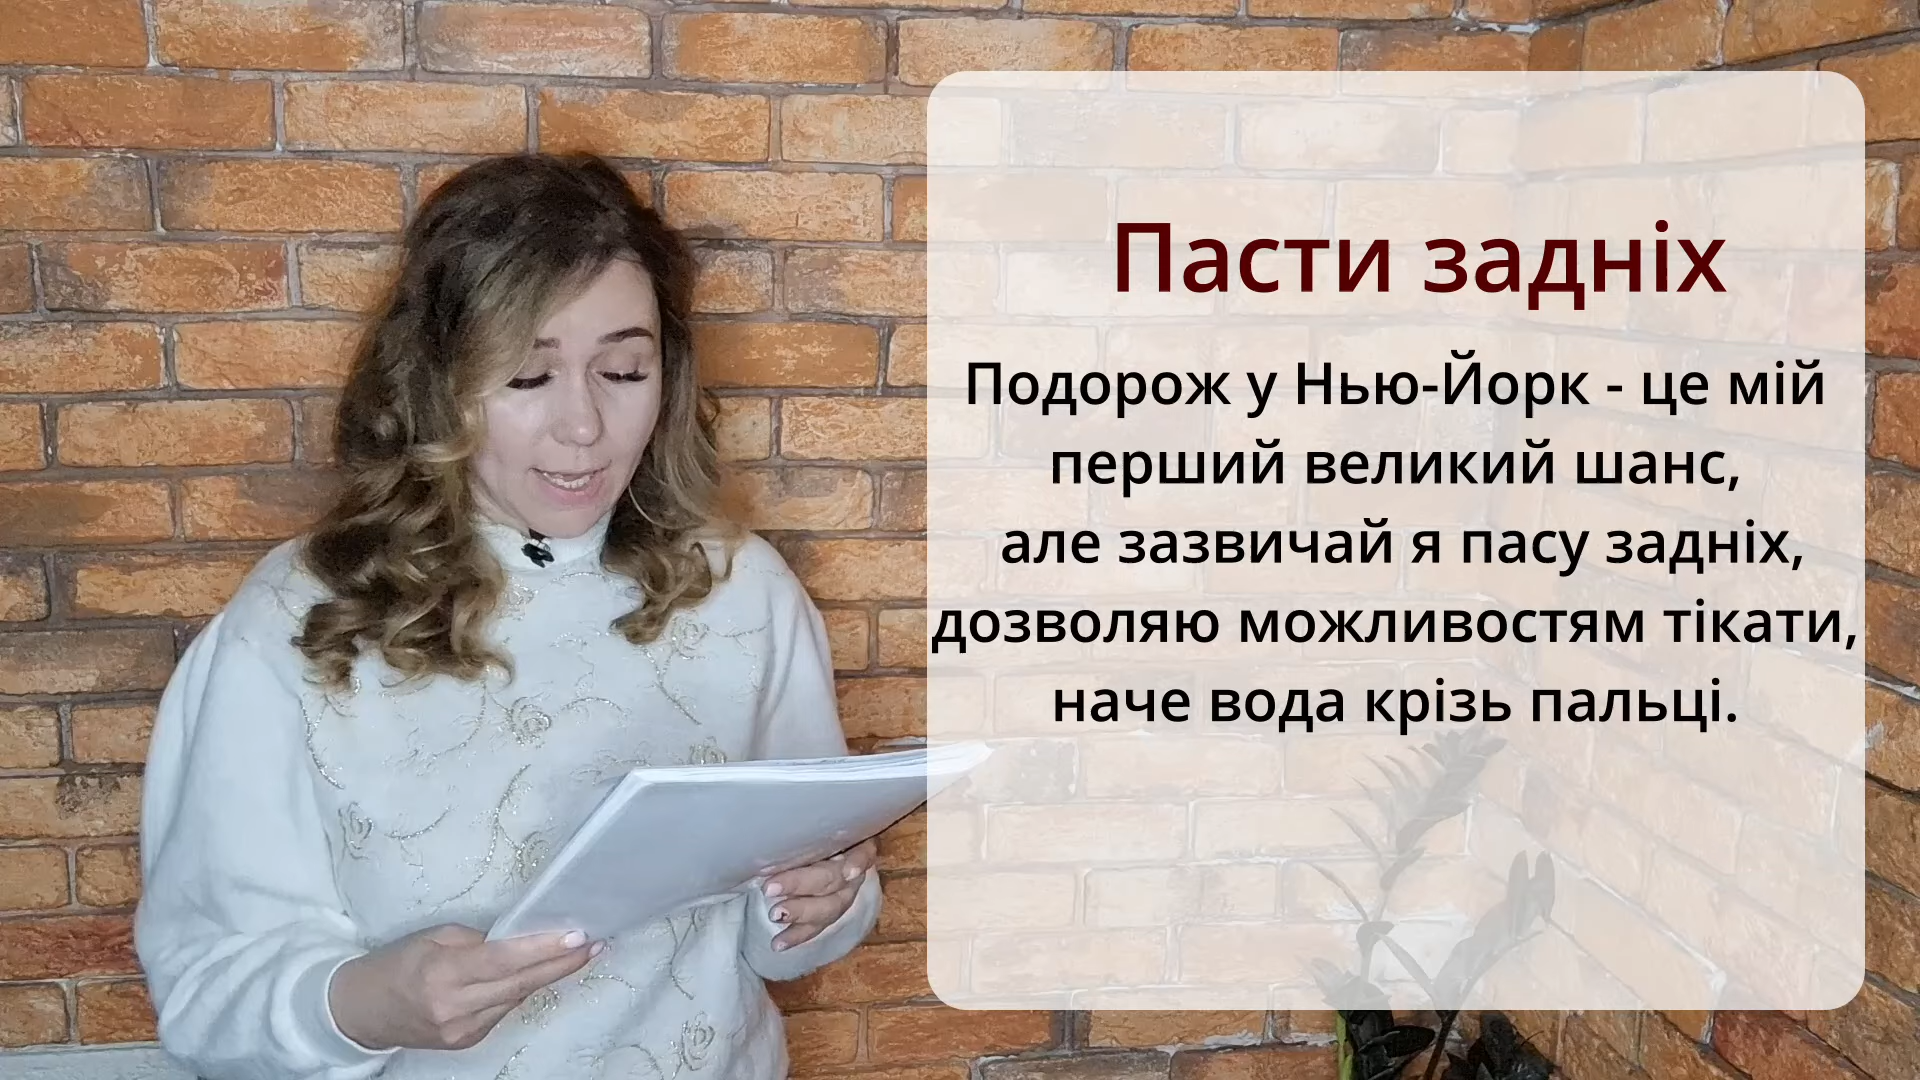 Пасти задніх
Подорож у Нью-Йорк - це мій
перший великий шанс,
але зазвичай я пасу задніх,
дозволяю можливостям тікати,
наче вода крізь пальці.